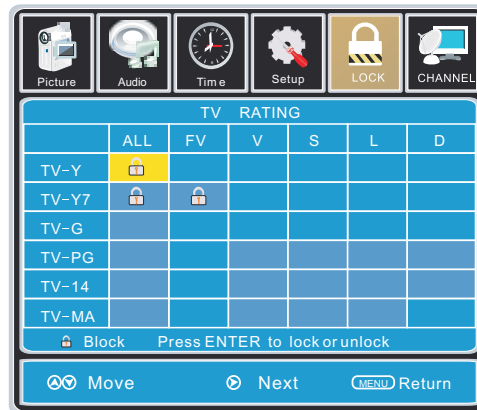 Picture Audio Time Setup LOCK CHANNEL
TV RATING
ALL FV V S L D
TV-Y
TV-Y7
TV-G
TV-PG
TV-14
TV-MA
Block Press ENTER to lock or unlock
Move Next MENU Return